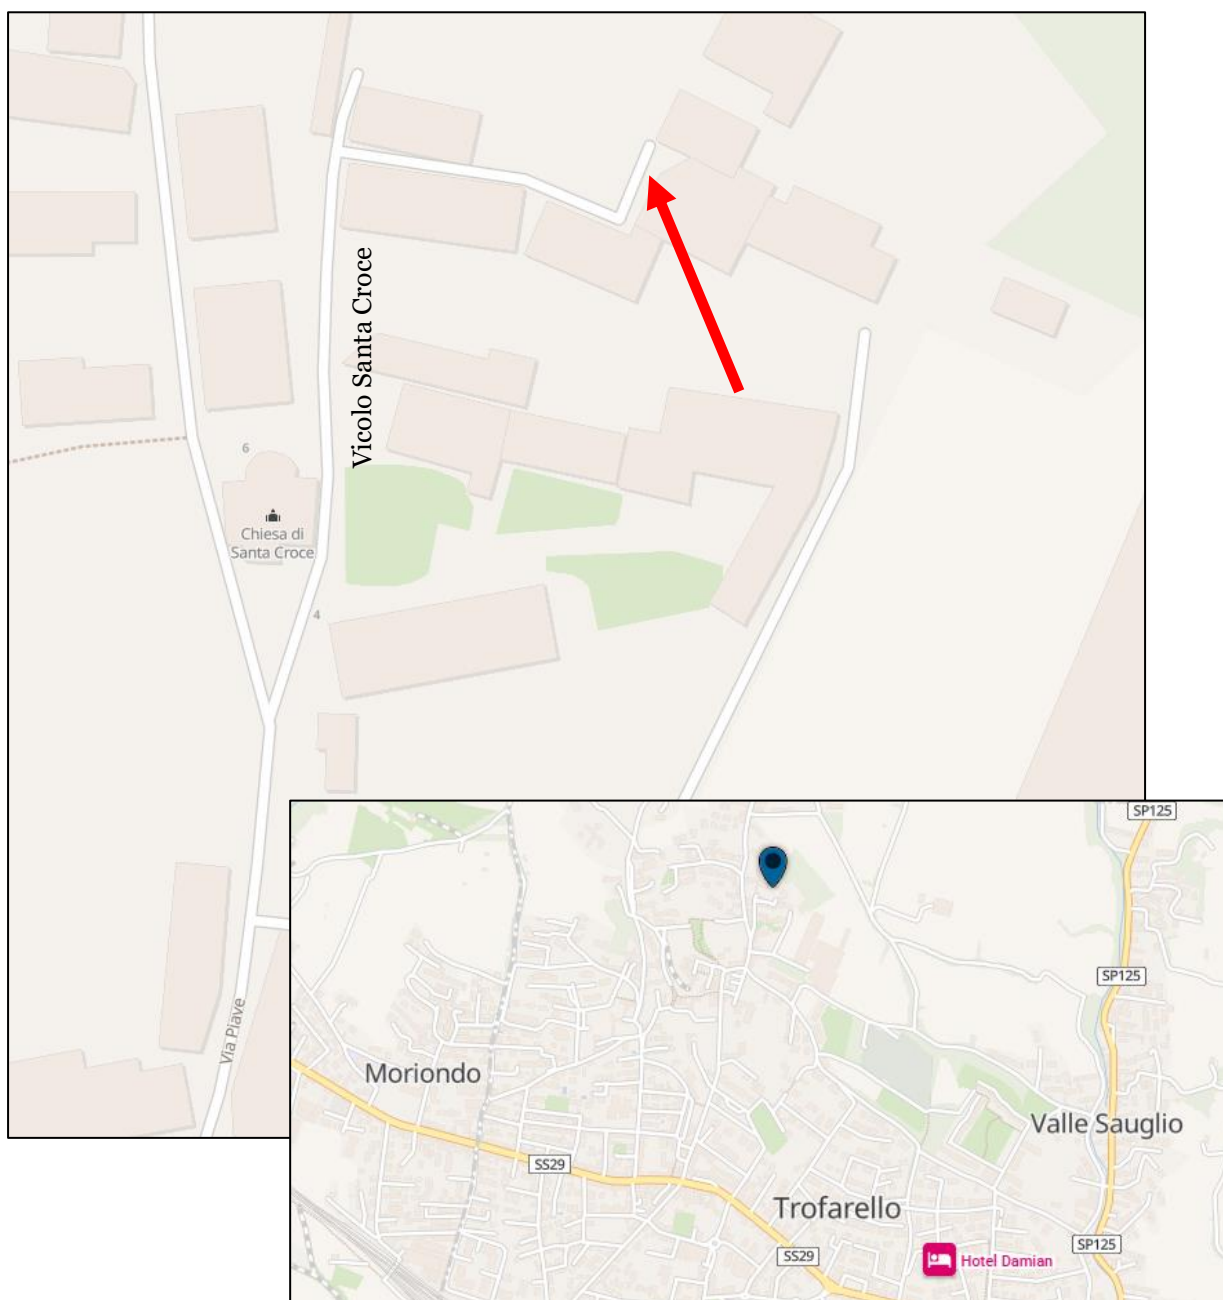 Vicolo Santa Croce
6
Chiesa di
Santa Croce
4
Via Piave
SP125
SP125
Moriondo
Valle Sauglio
SS29
Trofarello
SS29
SP125
Hotel Damian